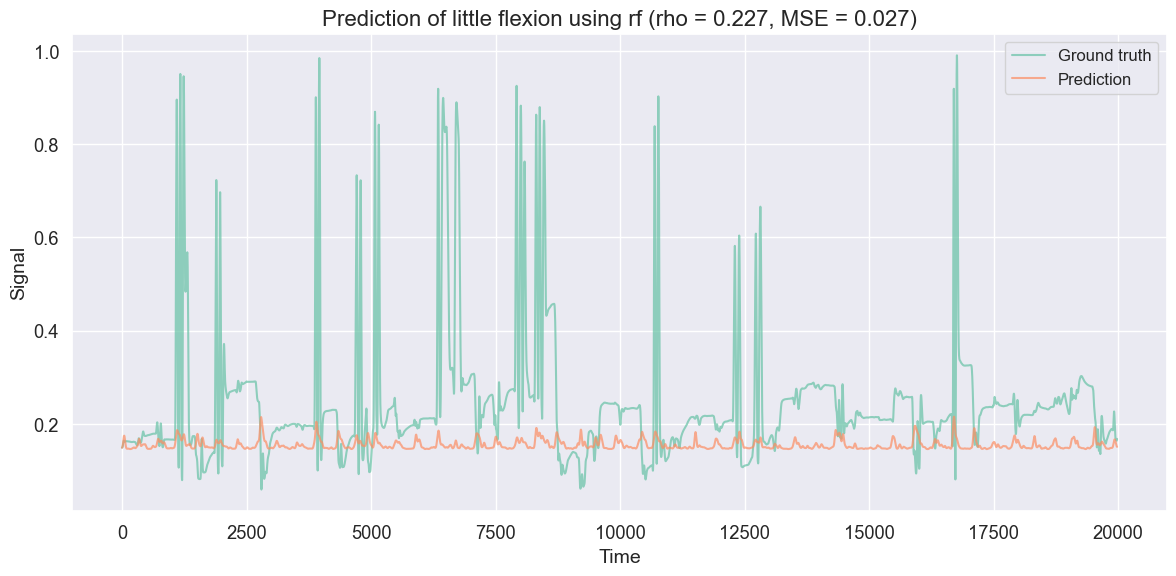 Prediction of little flexion using rf (rho = 0.227, MSE = 0.027)
Ground truth
Prediction
Signal
1.0
0.8
0.6
0.4
0.2
0 2500 5000 7500 10000 12500 15000 17500 20000
Time